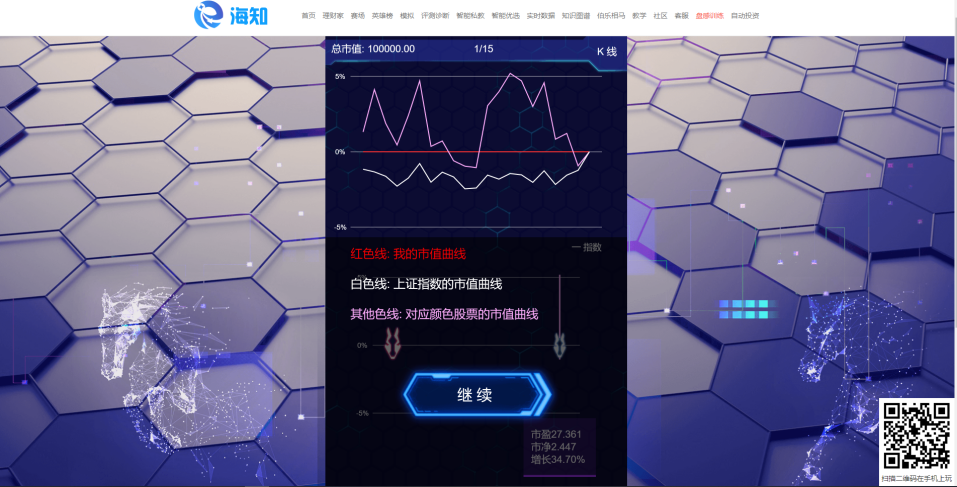 海知
首页 理财家 赛场 英雄榜 模拟 评测诊断 智能私教 智能优选 实时数据 知识图谱 伯乐相马 教学 社区 客服 盘感训练 自动投资
总市值: 100000.00 1/15 K 线
5%
0%
-5%
一 指数
红色线: 我的市值曲线
白色线: 上证指数的市值曲线
其他色线: 对应颜色股票的市值曲线
0%
继 续
-5%
市盈27.361
市净2.447
增长34.70%
扫描二维码在手机上玩